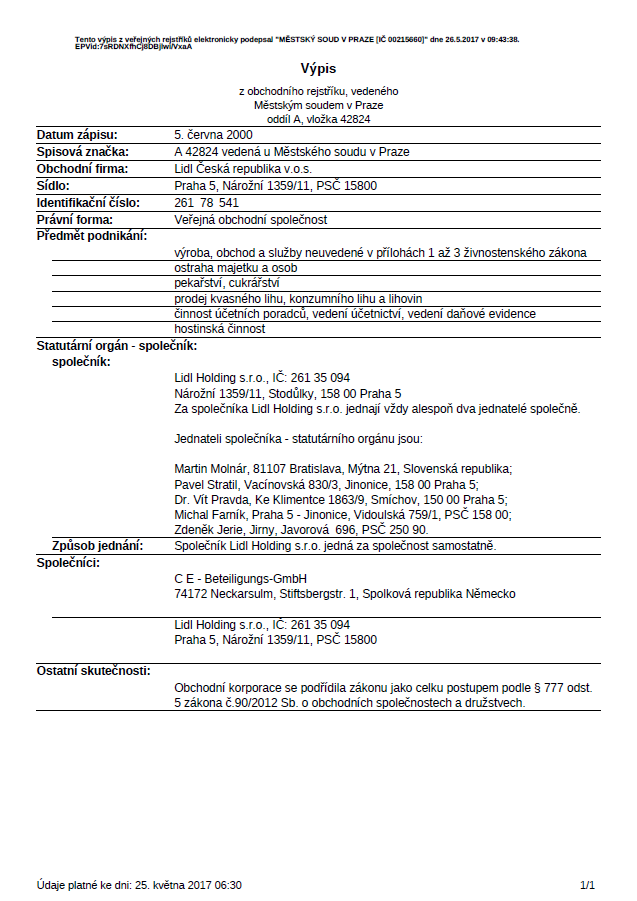 Tento výpis z veřejných rejstříků elektronicky podepsal "MĚSTSKÝ SOUD V PRAZE [IČ 00215660]" dne 26.5.2017 v 09:43:38.
EPVid:7sRDNXfhCj8DBjIwi/VxaA
Výpis
z obchodního rejstříku, vedeného
Městským soudem v Praze
oddíl A, vložka 42824
Datum zápisu: 5. června 2000
Spisová značka: A 42824 vedená u Městského soudu v Praze
Obchodní firma: Lidl Česká republika v.o.s.
Sídlo: Praha 5, Nárožní 1359/11, PSČ 15800
Identifikační číslo: 261 78 541
Právní forma: Veřejná obchodní společnost
Předmět podnikání:
výroba, obchod a služby neuvedené v přílohách 1 až 3 živnostenského zákona
ostraha majetku a osob
pekařství, cukrářství
prodej kvasného lihu, konzumního lihu a lihovin
činnost účetních poradců, vedení účetnictví, vedení daňové evidence
hostinská činnost
Statutární orgán - společník:
společník:
Lidl Holding s.r.o., IČ: 261 35 094
Nárožní 1359/11, Stodůlky, 158 00 Praha 5
Za společníka Lidl Holding s.r.o. jednají vždy alespoň dva jednatelé společně.
Jednateli společníka - statutárního orgánu jsou:
Martin Molnár, 81107 Bratislava, Mýtna 21, Slovenská republika;
Pavel Stratil, Vacínovská 830/3, Jinonice, 158 00 Praha 5;
Dr. Vít Pravda, Ke Klimentce 1863/9, Smíchov, 150 00 Praha 5;
Michal Farník, Praha 5 - Jinonice, Vidoulská 759/1, PSČ 158 00;
Zdeněk Jerie, Jirny, Javorová 696, PSČ 250 90.
Způsob jednání: Společník Lidl Holding s.r.o. jedná za společnost samostatně.
Společníci:
C E - Beteiligungs-GmbH
74172 Neckarsulm, Stiftsbergstr. 1, Spolková republika Německo
Lidl Holding s.r.o., IČ: 261 35 094
Praha 5, Nárožní 1359/11, PSČ 15800
Ostatní skutečnosti:
Obchodní korporace se podřídila zákonu jako celku postupem podle § 777 odst.
5 zákona č.90/2012 Sb. o obchodních společnostech a družstvech.
Údaje platné ke dni: 25. května 2017 06:30 1/1